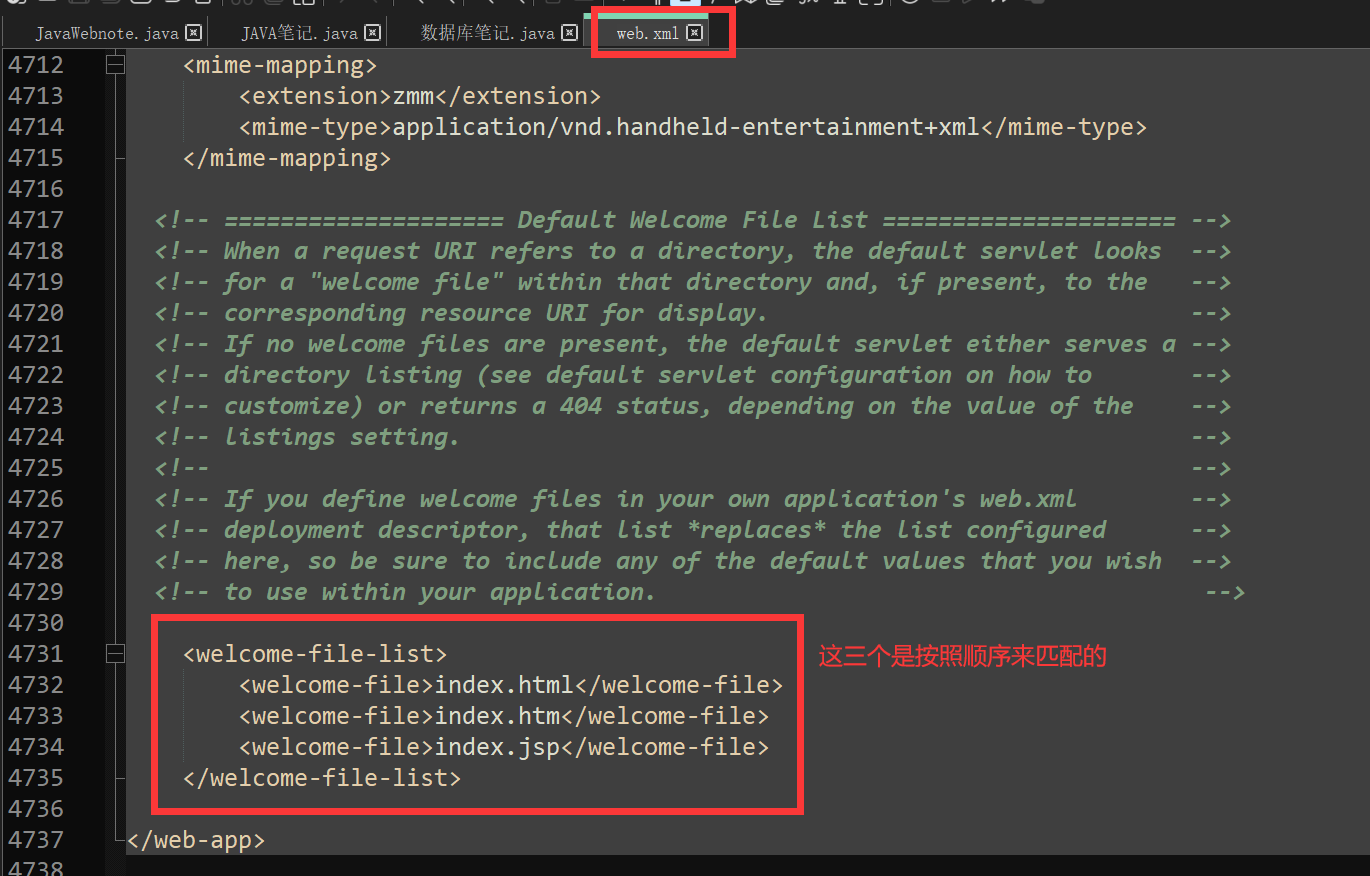 JavaWebnote.java JAVA笔记.java 数据库笔记.java web.xml
4712 <mime-mapping>
4713 <extension>zmm</extension>
4714 <mime-type>application/vnd.handheld-entertainment+xml</mime-type>
4715 </mime-mapping>
4716
4717 <!-- ==================== Default Welcome File List ===================== -->
4718 <!-- When a request URI refers to a directory, the default servlet looks -->
4719 <!-- for a "welcome file" within that directory and, if present, to the -->
4720 <!-- corresponding resource URI for display. -->
4721 <!-- If no welcome files are present, the default servlet either serves a -->
4722 <!-- directory listing (see default servlet configuration on how to -->
4723 <!-- customize) or returns a 404 status, depending on the value of the -->
4724 <!-- listings setting. -->
4725 <!-- -->
4726 <!-- If you define welcome files in your own application's web.xml -->
4727 <!-- deployment descriptor, that list *replaces* the list configured -->
4728 <!-- here, so be sure to include any of the default values that you wish -->
4729 <!-- to use within your application. -->
4730
4731 <welcome-file-list> 这三个是按照顺序来匹配的
4732 <welcome-file>index.html</welcome-file>
4733 <welcome-file>index.htm</welcome-file>
4734 <welcome-file>index.jsp</welcome-file>
4735 </welcome-file-list>
4736
4737 </web-app>
4738